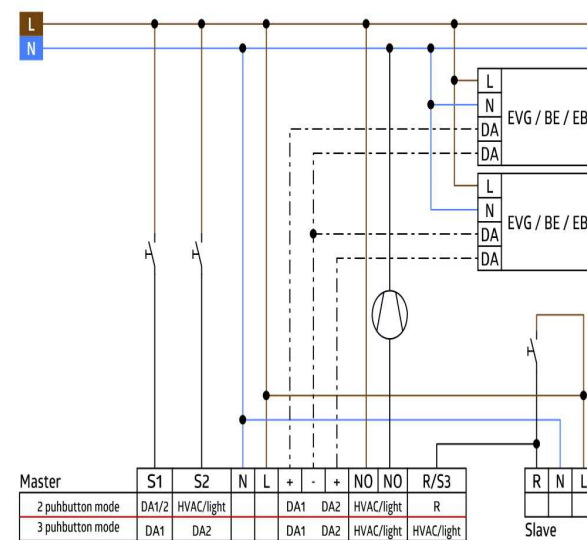 L
N
L
N
DA
DA
EVG / BE / EB
L
N
DA
DA
EVG / BE / EB
Master S1 S2 N L + - + NO NO R/S3
2 puhbutton mode DA1/2 HVAC/light DA1 DA2 HVAC/light R
3 puhbutton mode DA1 DA2 DA1 DA2 HVAC/light HVAC/light
R N L
Slave